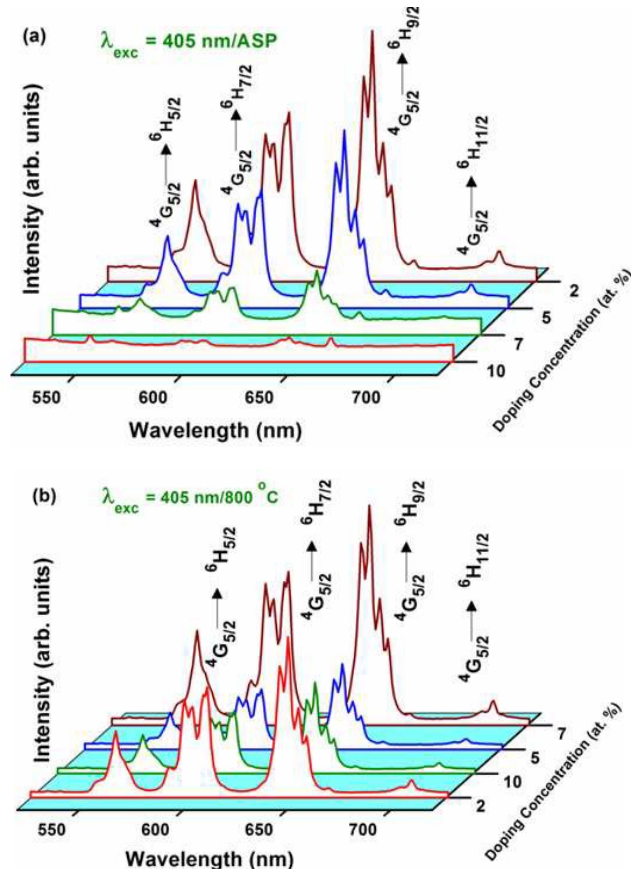 (a)
λexc = 405 nm/ASP
4G5/2 → 6H5/2
4G5/2 → 6H7/2
4G5/2 → 6H9/2
4G5/2 → 6H11/2
Intensity (arb. units)
2
5
7
10
Doping Concentration (at. %)
550 600 650 700
Wavelength (nm)
(b)
λexc = 405 nm/800 °C
4G5/2 → 6H5/2
4G5/2 → 6H7/2
4G5/2 → 6H9/2
4G5/2 → 6H11/2
Intensity (arb. units)
7
5
10
2
Doping Concentration (at. %)
550 600 650 700
Wavelength (nm)